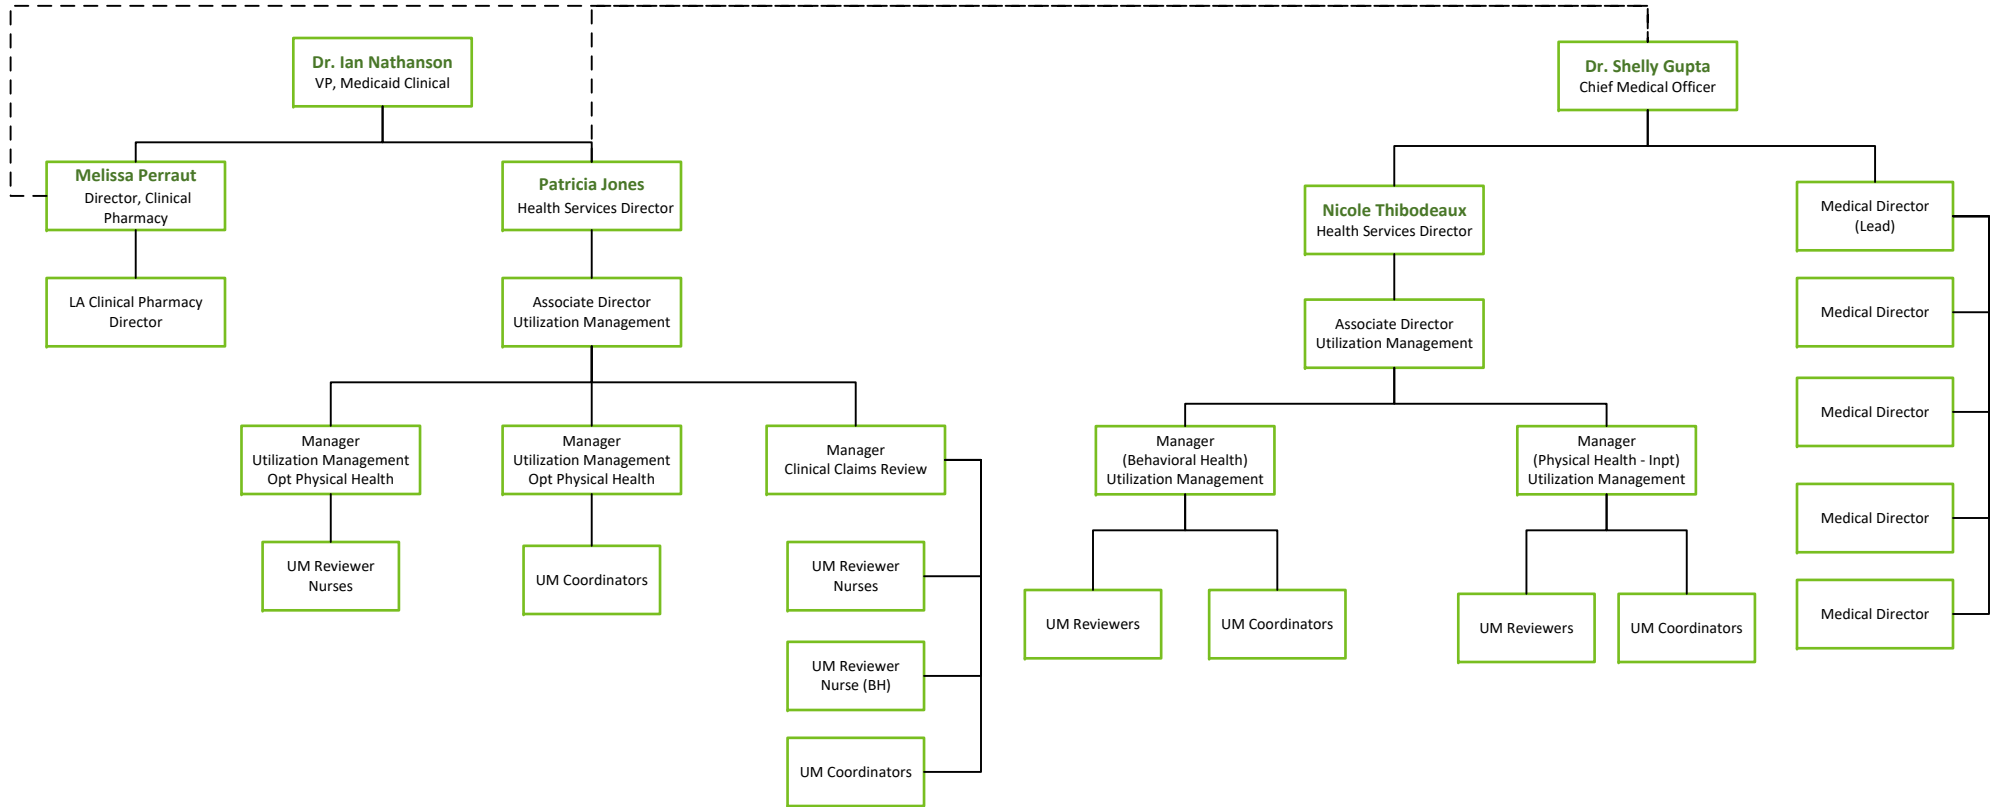 Dr. Ian Nathanson
VP, Medicaid Clinical
Dr. Shelly Gupta
Chief Medical Officer
Melissa Perraut
Director, Clinical
Pharmacy
Patricia Jones
Health Services Director
Nicole Thibodeaux
Health Services Director
Medical Director
(Lead)
LA Clinical Pharmacy
Director
Associate Director
Utilization Management
Associate Director
Utilization Management
Medical Director
Medical Director
Manager
Utilization Management
Opt Physical Health
Manager
Utilization Management
Opt Physical Health
Manager
Clinical Claims Review
Manager
(Behavioral Health)
Utilization Management
Manager
(Physical Health - Inpt)
Utilization Management
Medical Director
UM Reviewer
Nurses
UM Coordinators
UM Reviewer
Nurses
UM Reviewers
UM Coordinators
UM Reviewers
UM Coordinators
Medical Director
UM Reviewer
Nurse (BH)
UM Coordinators